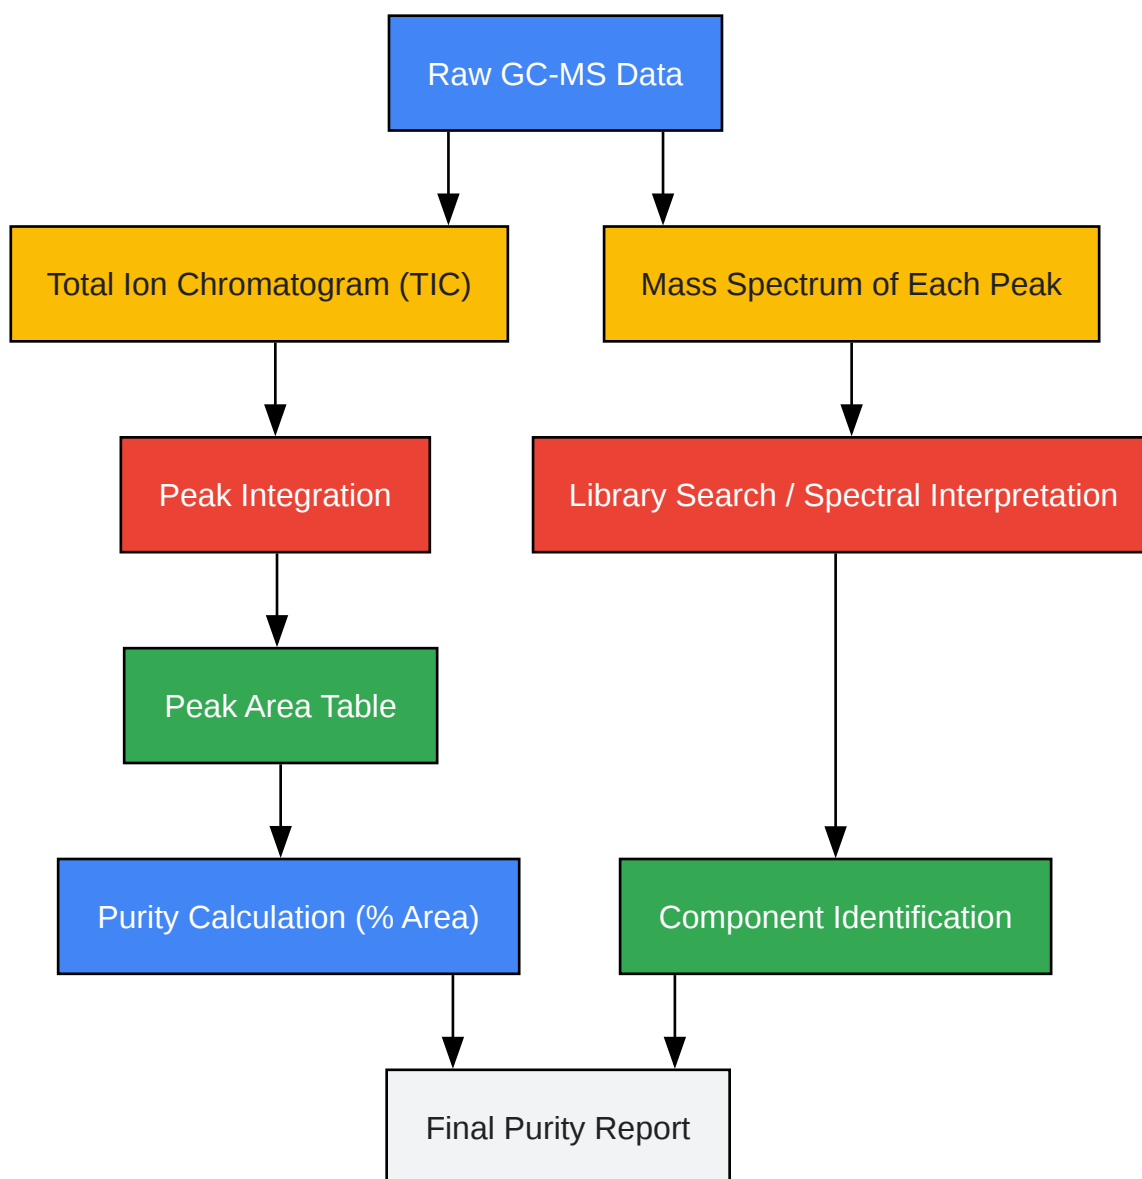 Raw GC-MS Data
Total Ion Chromatogram (TIC)
Mass Spectrum of Each Peak
Peak Integration
Library Search / Spectral Interpretation
Peak Area Table
Purity Calculation (% Area)
Component Identification
Final Purity Report